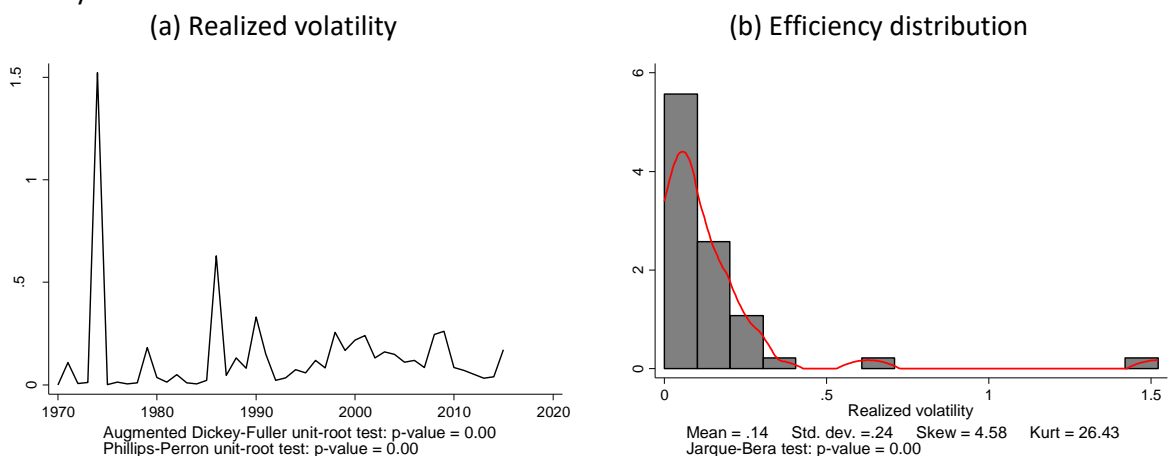 (a) Realized volatility
(b) Efficiency distribution
1.5
1
.5
0
1970
1980
1990
2000
2010
2020
Augmented Dickey-Fuller unit-root test: p-value = 0.00
Phillips-Perron unit-root test: p-value = 0.00
6
4
2
0
0
.5
1
1.5
Realized volatility
Mean = .14 Std. dev. =.24 Skew = 4.58 Kurt = 26.43
Jarque-Bera test: p-value = 0.00